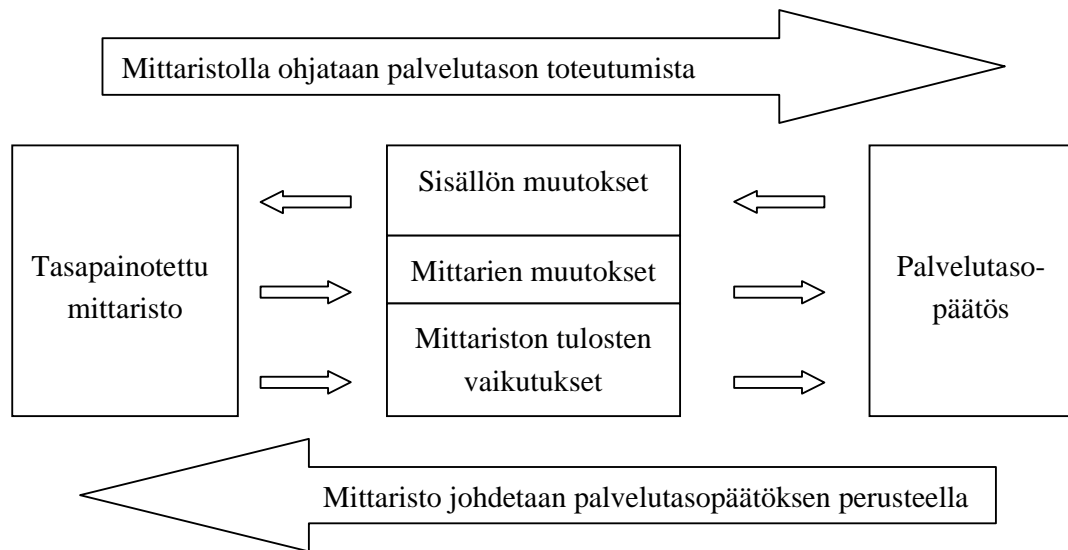 Mittaristolla ohjataan palvelutason toteutumista
Tasapainotettu
mittaristo
Sisällön muutokset
Mittarien muutokset
Mittariston tulosten
vaikutukset
Palvelutaso-
päätös
Mittaristo johdetaan palvelutasopäätöksen perusteella